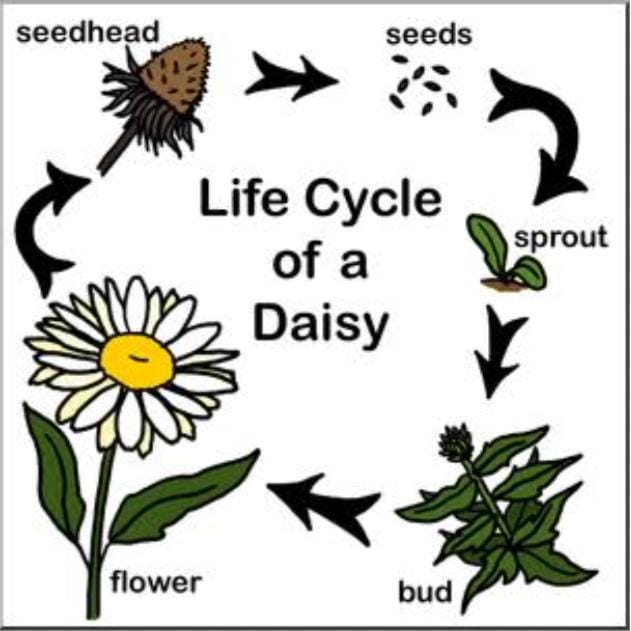 seedhead
seeds
Life Cycle
of a
Daisy
sprout
flower
bud